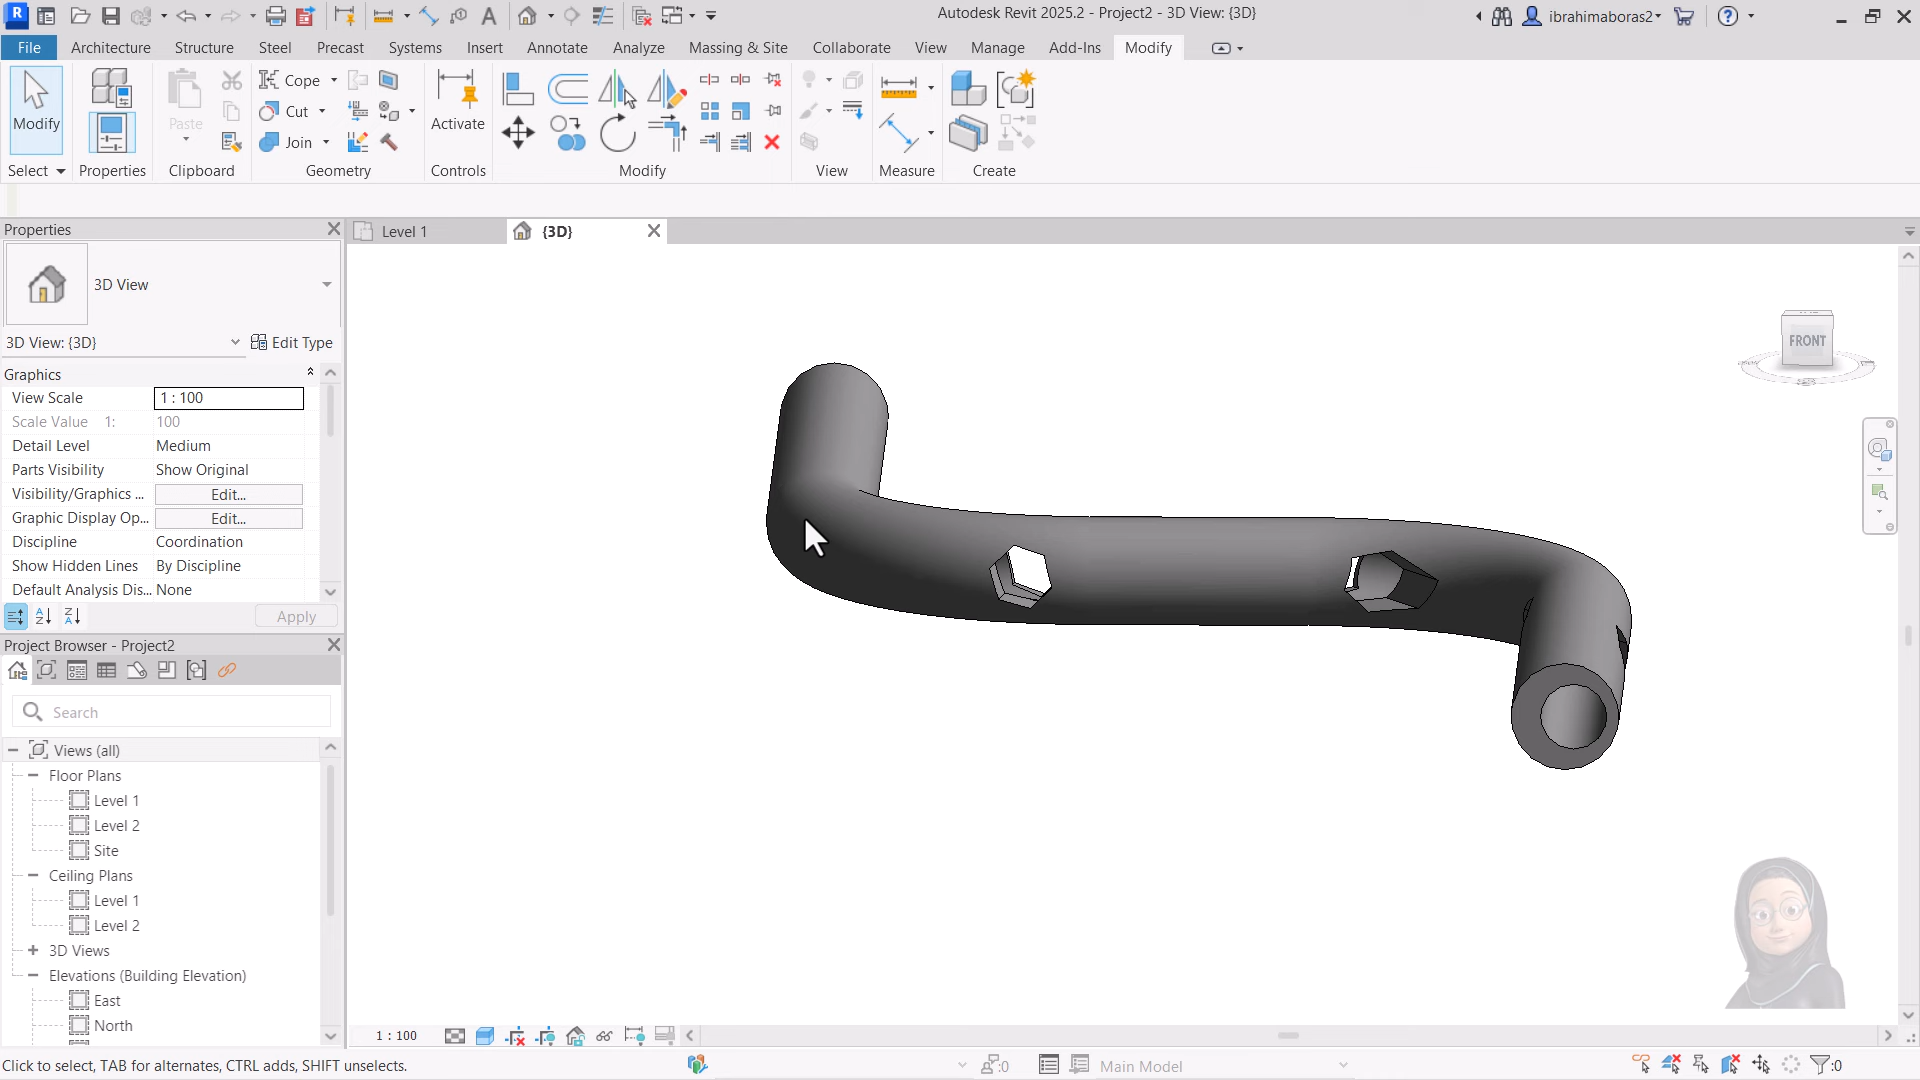 R
Autodesk Revit 2025.2 - Project2 - 3D View: {3D}
ibrahimaboras2
File Architecture Structure Steel Precast Systems Insert Annotate Analyze Massing & Site Collaborate View Manage Add-Ins Modify
Modify
Paste
Cope
Cut
Join
Activate
Select Properties Clipboard Geometry Controls Modify View Measure Create
Properties
Level 1
{3D}
3D View
3D View: {3D}
Edit Type
Graphics
View Scale 1 : 100
Scale Value 1: 100
Detail Level Medium
Parts Visibility Show Original
Visibility/Graphics ... Edit...
Graphic Display Op... Edit...
Discipline Coordination
Show Hidden Lines By Discipline
Default Analysis Dis... None
Apply
FRONT
Project Browser - Project2
Search
Views (all)
Floor Plans
Level 1
Level 2
Site
Ceiling Plans
Level 1
Level 2
3D Views
Elevations (Building Elevation)
East
North
1 : 100
Click to select, TAB for alternates, CTRL adds, SHIFT unselects.
:0
Main Model
:0